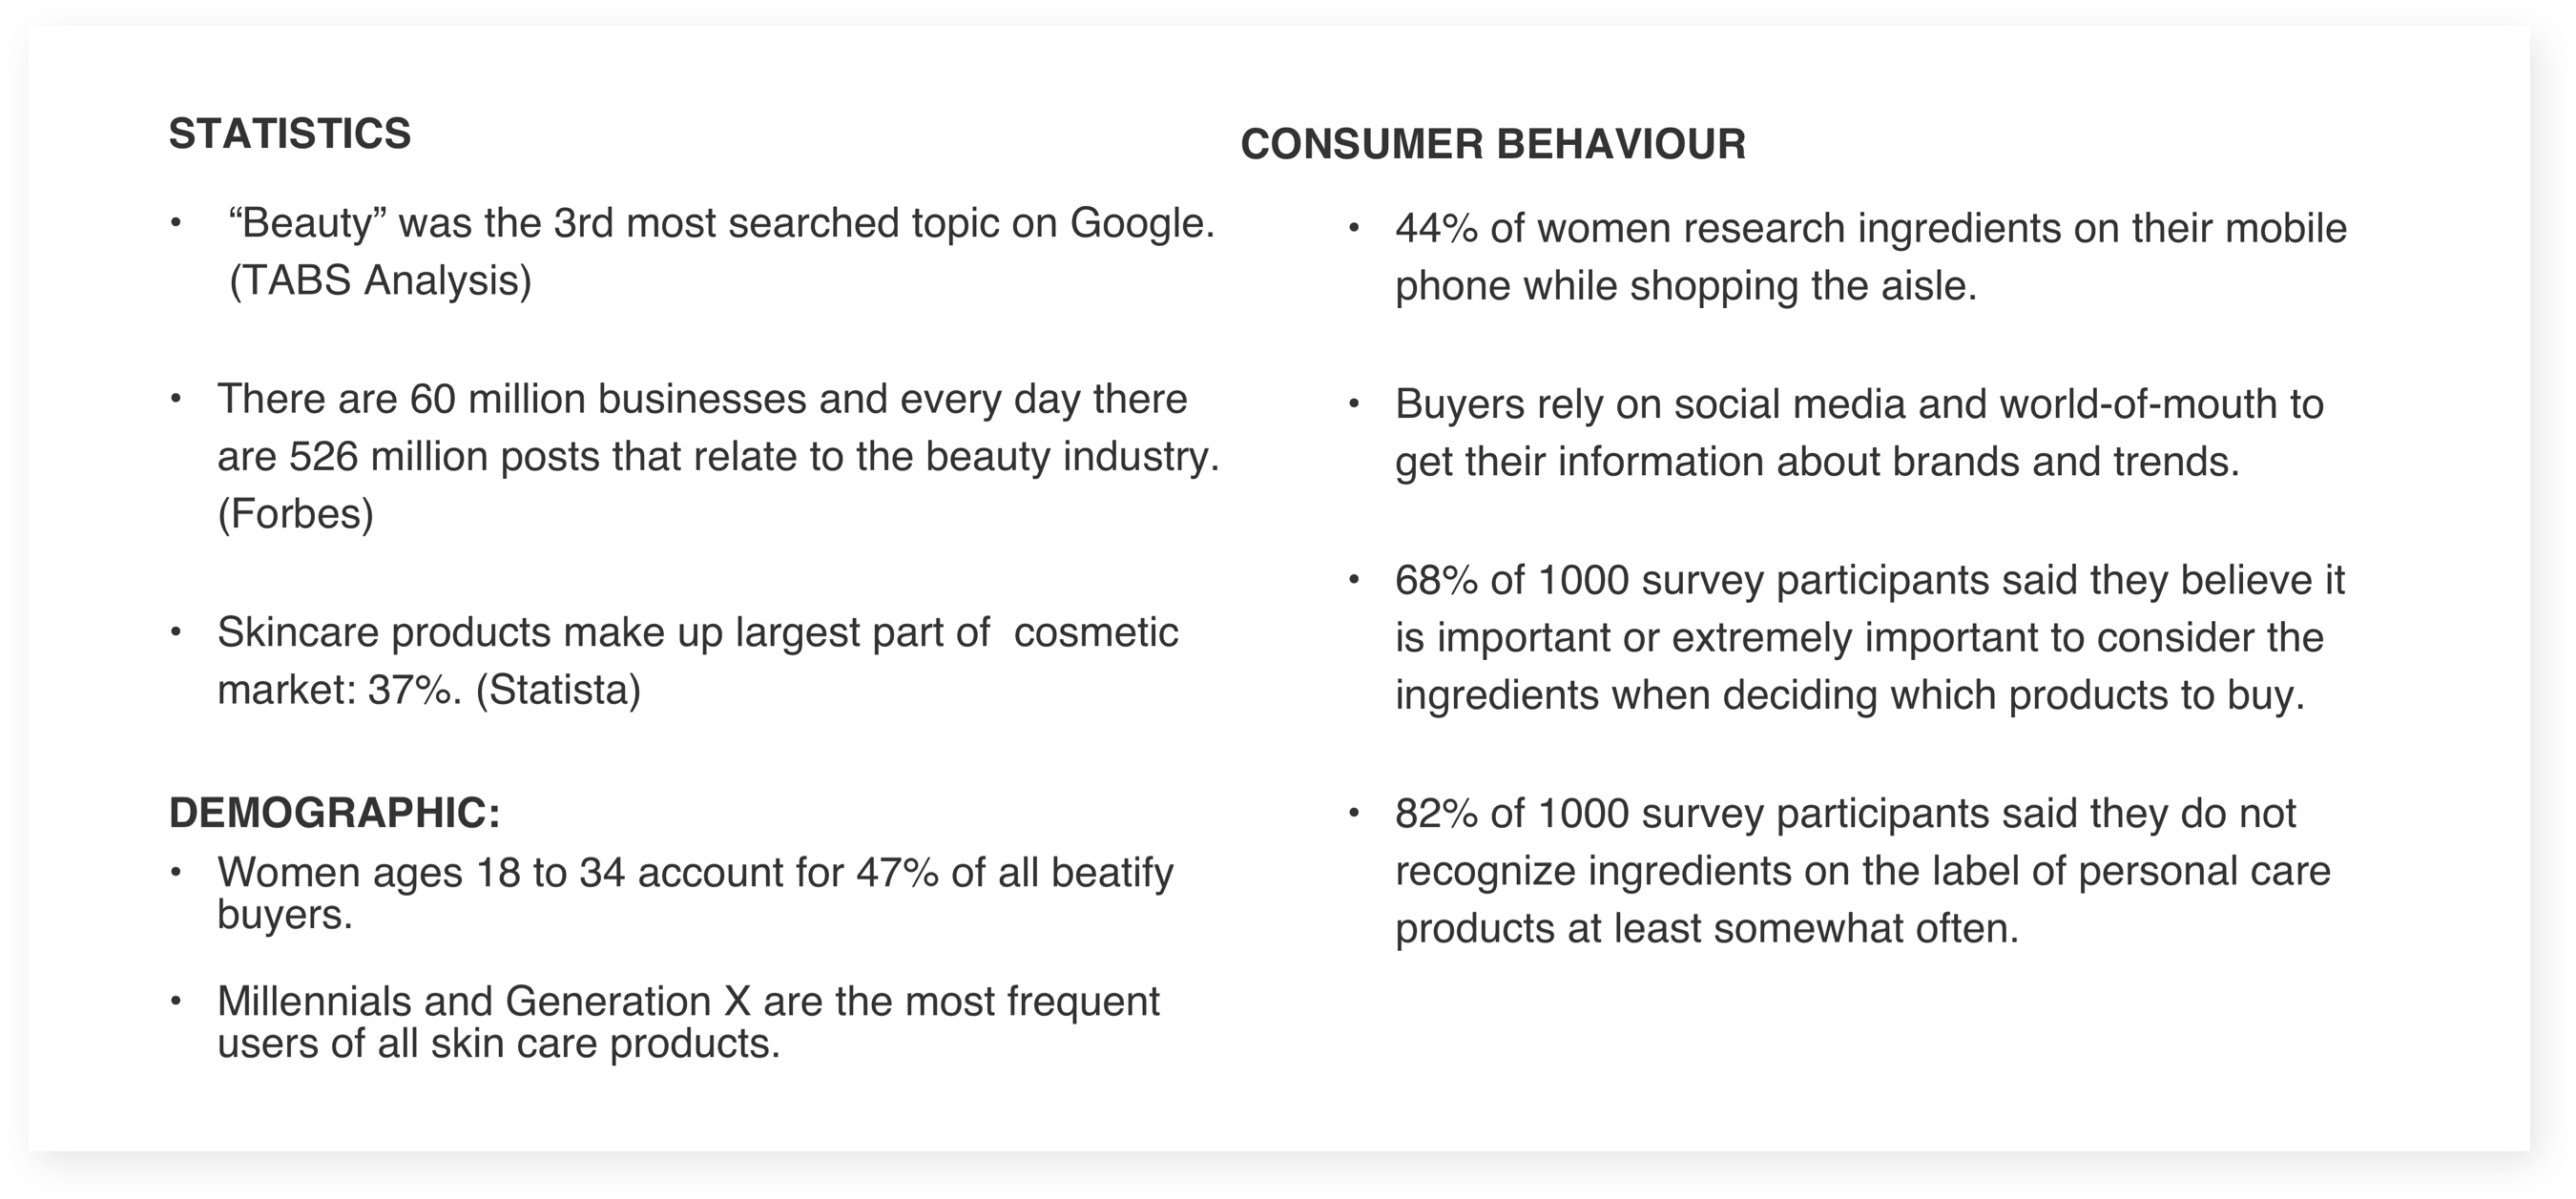 STATISTICS
• “Beauty” was the 3rd most searched topic on Google.
(TABS Analysis)
• There are 60 million businesses and every day there
are 526 million posts that relate to the beauty industry.
(Forbes)
• Skincare products make up largest part of  cosmetic
market: 37%. (Statista)
DEMOGRAPHIC:
• Women ages 18 to 34 account for 47% of all beatify
buyers.
• Millennials and Generation X are the most frequent
users of all skin care products.
CONSUMER BEHAVIOUR
• 44% of women research ingredients on their mobile
phone while shopping the aisle.
• Buyers rely on social media and world-of-mouth to
get their information about brands and trends.
• 68% of 1000 survey participants said they believe it
is important or extremely important to consider the
ingredients when deciding which products to buy.
• 82% of 1000 survey participants said they do not
recognize ingredients on the label of personal care
products at least somewhat often.